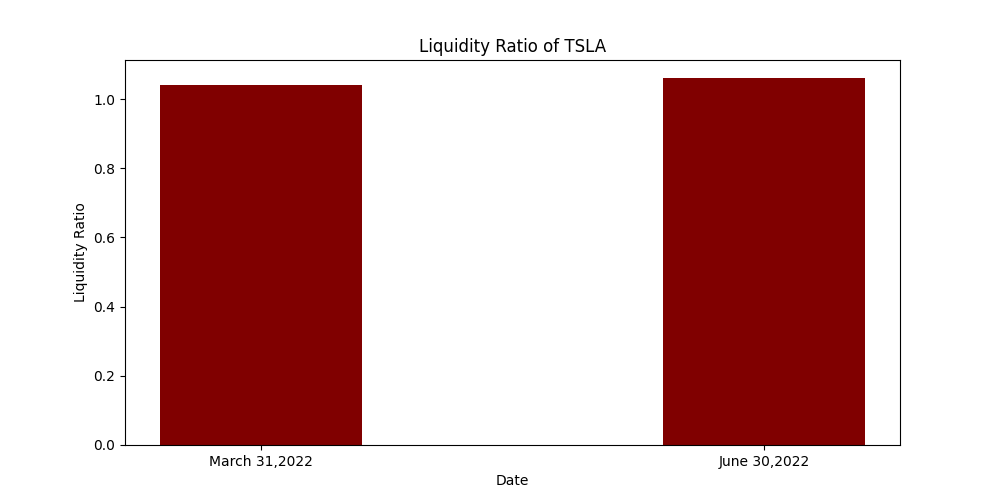 Liquidity Ratio of TSLA
Liquidity Ratio
1.0
0.8
0.6
0.4
0.2
0.0
March 31,2022
June 30,2022
Date